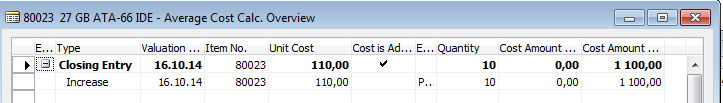 80023 27 GB ATA-66 IDE - Average Cost Calc. Overview
E... Type Valuation ... Item No. Unit Cost Cost is Ad... E... Quantity Cost Amount ... Cost Amount ...
Closing Entry 16.10.14 80023 110,00 10 0,00 1 100,00
Increase 16.10.14 80023 110,00 P... 10 0,00 1 100,00